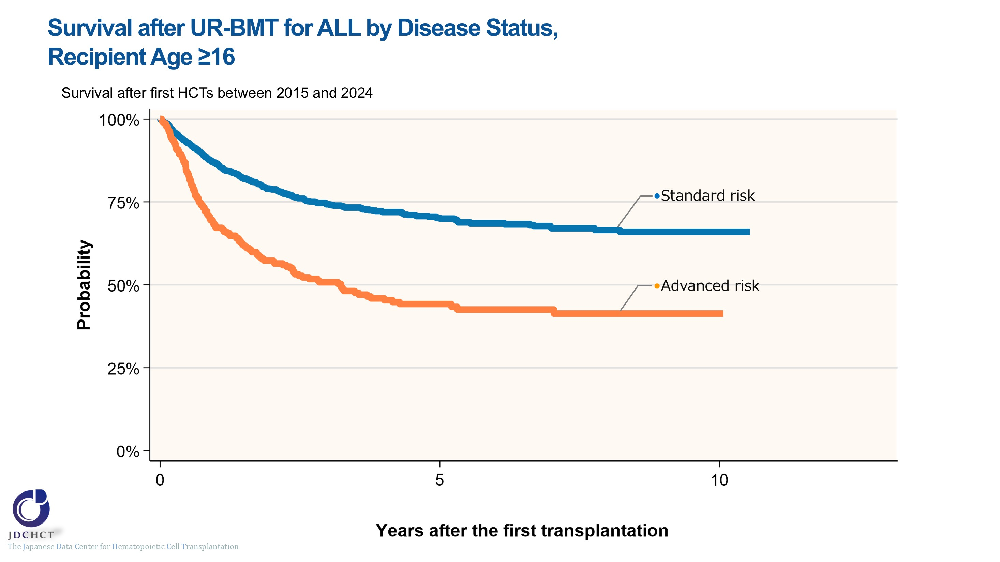 Survival after UR-BMT for ALL by Disease Status,
Recipient Age ≥16
Survival after first HCTs between 2015 and 2024
100%
75%
50%
25%
0%
Probability
Standard risk
Advanced risk
0
5
10
Years after the first transplantation
JDCHCT
The Japanese Data Center for Hematopoietic Cell Transplantation